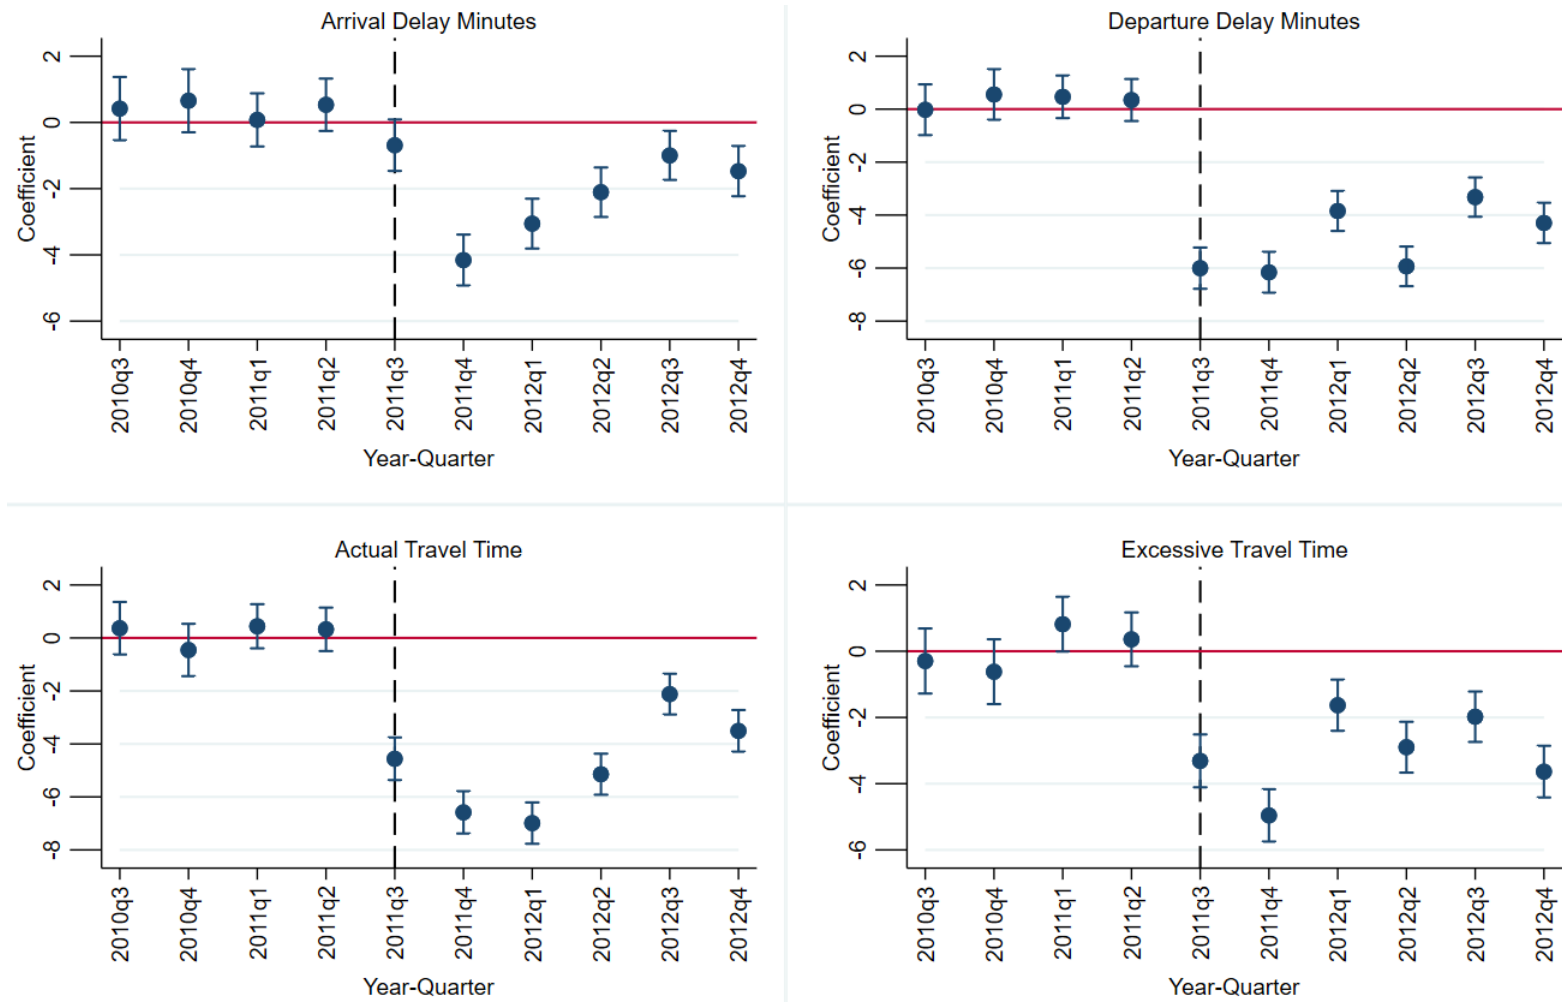 Arrival Delay Minutes
Coefficient
2
0
-2
-4
-6
2010q3
2010q4
2011q1
2011q2
2011q3
2011q4
2012q1
2012q2
2012q3
2012q4
Year-Quarter
Departure Delay Minutes
Coefficient
2
0
-2
-4
-6
-8
2010q3
2010q4
2011q1
2011q2
2011q3
2011q4
2012q1
2012q2
2012q3
2012q4
Year-Quarter
Actual Travel Time
Coefficient
2
0
-2
-4
-6
-8
2010q3
2010q4
2011q1
2011q2
2011q3
2011q4
2012q1
2012q2
2012q3
2012q4
Year-Quarter
Excessive Travel Time
Coefficient
2
0
-2
-4
-6
2010q3
2010q4
2011q1
2011q2
2011q3
2011q4
2012q1
2012q2
2012q3
2012q4
Year-Quarter